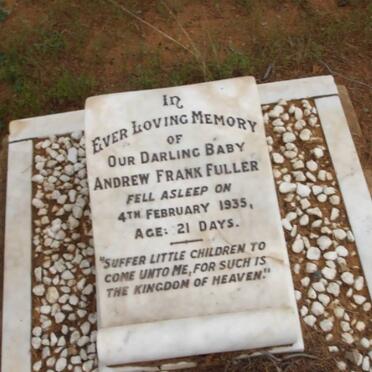 In
Ever Loving Memory
of
Our Darling Baby
Andrew Frank Fuller
Fell asleep on
4th February 1935,
Age: 21 Days.
"Suffer little children to
come unto Me, for such is
the kingdom of Heaven."